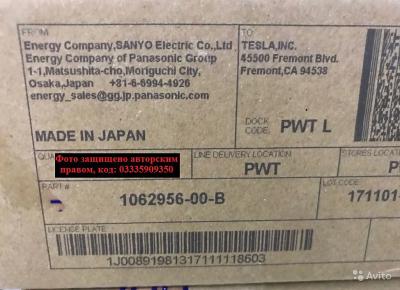 FROM
Energy Company,SANYO Electric Co.,Ltd
Energy Company of Panasonic Group
1-1,Matsushita-cho,Moriguchi City,
Osaka,Japan +81-6-6994-4926
energy_sales@gg.jp.panasonic.com
MADE IN JAPAN
TO
TESLA,INC.
45500 Fremont Blvd.
Fremont,CA 94538
DOCK
CODE
PWT L
Фото защищено авторским
правом, код: 03335909350
LINE DELIVERY LOCATION
PWT
STORES LOCA
PART #
1062956-00-B
LOT CODE
171101-
LICENSE PLATE
1J0089198131711118603
Avito